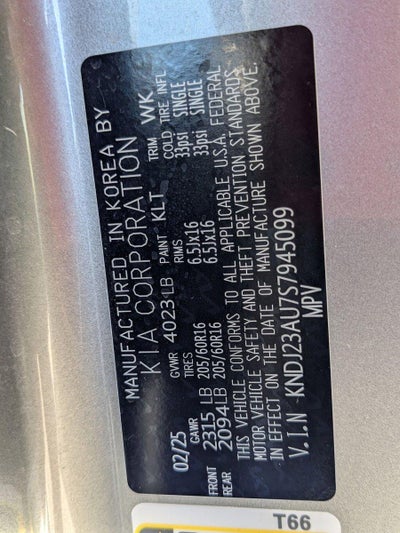 MANUFACTURED IN KOREA BY
KIA CORPORATION
02/25 GVWR 4023 LB PAINT KLT TRIM WK
GAWR TIRES RIMS COLD TIRE INFL
FRONT 2315 LB 205/60R16 6.5Jx16 33psi SINGLE
REAR 2094LB 205/60R16 6.5Jx16 33psi SINGLE
THIS VEHICLE CONFORMS TO ALL APPLICABLE U.S.A. FEDERAL
MOTOR VEHICLE SAFETY AND THEFT PREVENTION STANDARDS
IN EFFECT ON THE DATE OF MANUFACTURE SHOWN ABOVE.
V.I.N KNDJ23AU7S7945099
MPV
T66